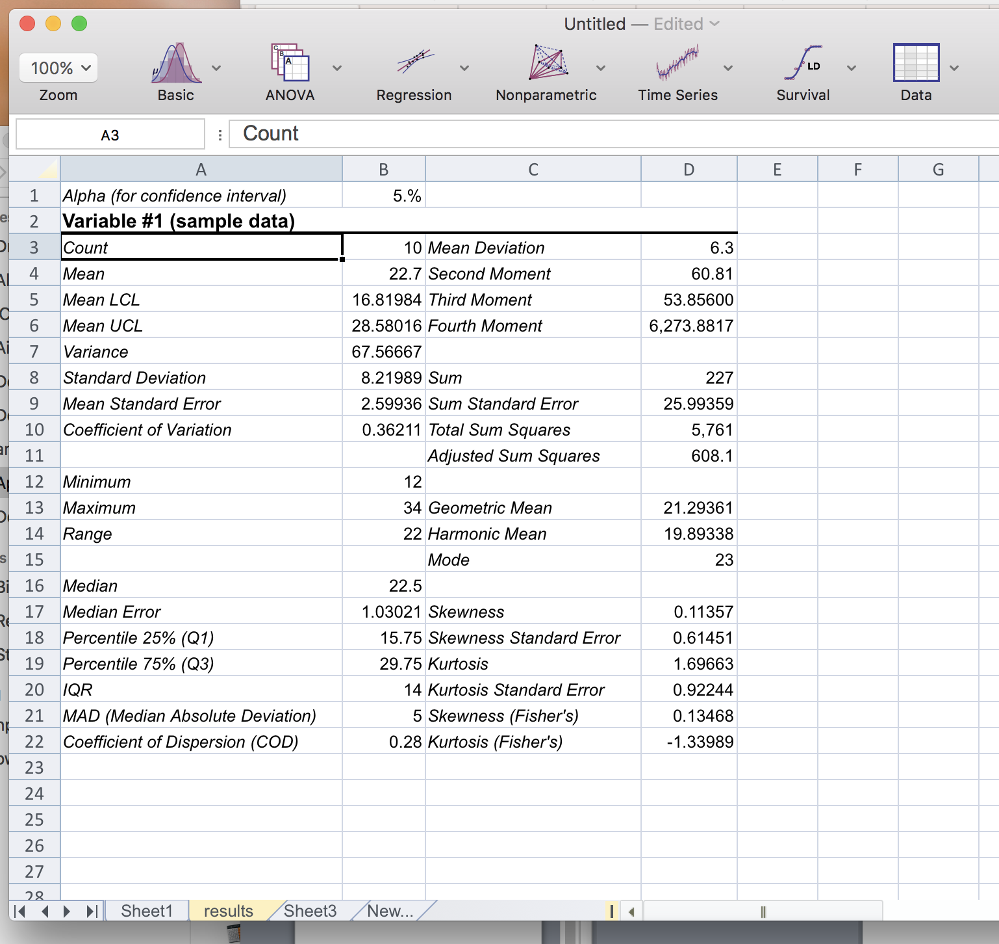 Untitled — Edited
100%
Zoom
μ
Basic
C
B
A
ANOVA
Regression
Nonparametric
Time Series
LD
Survival
Data
A3
Count
A B C D E F G
1 Alpha (for confidence interval) 5.%
2 Variable #1 (sample data)
3 Count 10 Mean Deviation 6.3
4 Mean 22.7 Second Moment 60.81
5 Mean LCL 16.81984 Third Moment 53.85600
6 Mean UCL 28.58016 Fourth Moment 6,273.8817
7 Variance 67.56667
8 Standard Deviation 8.21989 Sum 227
9 Mean Standard Error 2.59936 Sum Standard Error 25.99359
10 Coefficient of Variation 0.36211 Total Sum Squares 5,761
11 Adjusted Sum Squares 608.1
12 Minimum 12
13 Maximum 34 Geometric Mean 21.29361
14 Range 22 Harmonic Mean 19.89338
15 Mode 23
16 Median 22.5
17 Median Error 1.03021 Skewness 0.11357
18 Percentile 25% (Q1) 15.75 Skewness Standard Error 0.61451
19 Percentile 75% (Q3) 29.75 Kurtosis 1.69663
20 IQR 14 Kurtosis Standard Error 0.92244
21 MAD (Median Absolute Deviation) 5 Skewness (Fisher's) 0.13468
22 Coefficient of Dispersion (COD) 0.28 Kurtosis (Fisher's) -1.33989
23
24
25
26
27
28
Sheet1 results Sheet3 New...